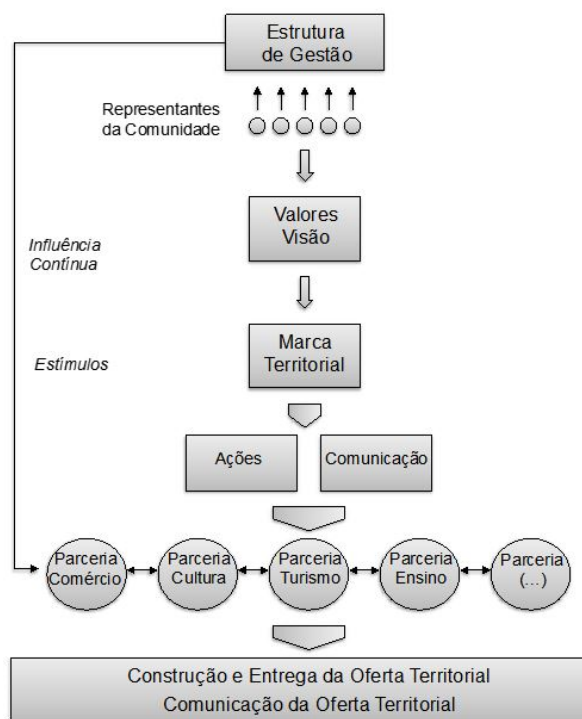 Estrutura
de Gestão
Representantes
da Comunidade
Valores
Visão
Influência
Contínua
Marca
Territorial
Estímulos
Ações
Comunicação
Parceria
Comércio
Parceria
Cultura
Parceria
Turismo
Parceria
Ensino
Parceria
(...)
Construção e Entrega da Oferta Territorial
Comunicação da Oferta Territorial